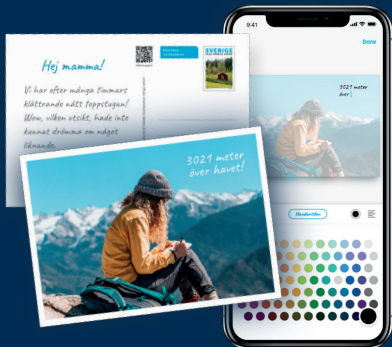 Hej mamma!
Vi har efter många timmars
klättrande nått toppstugan!
Wow, vilken utsikt, hade inte
kunnat drömma om något
liknande.
SVERIGE
3021 meter
över havet!
9:41
Done
3021 meter
över
Handwritten